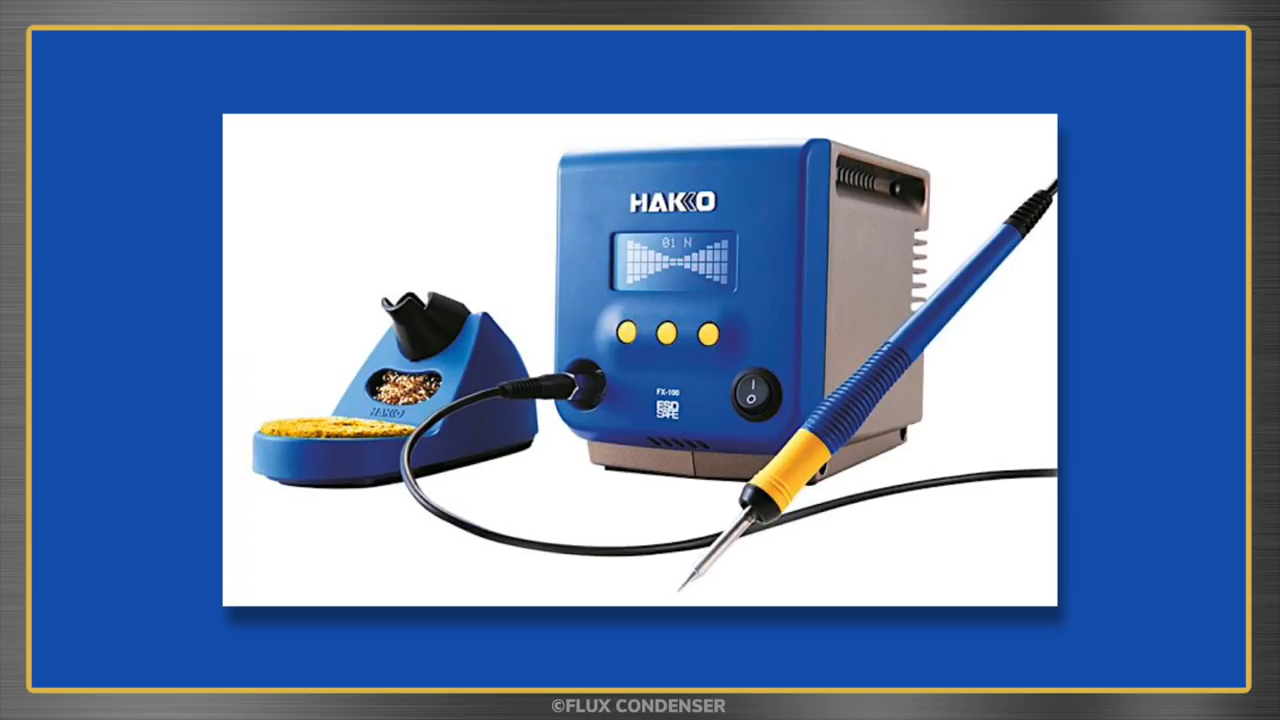 HAKKO
01 N
FX-100
ESD
SAFE
HAKKO
©FLUX CONDENSER